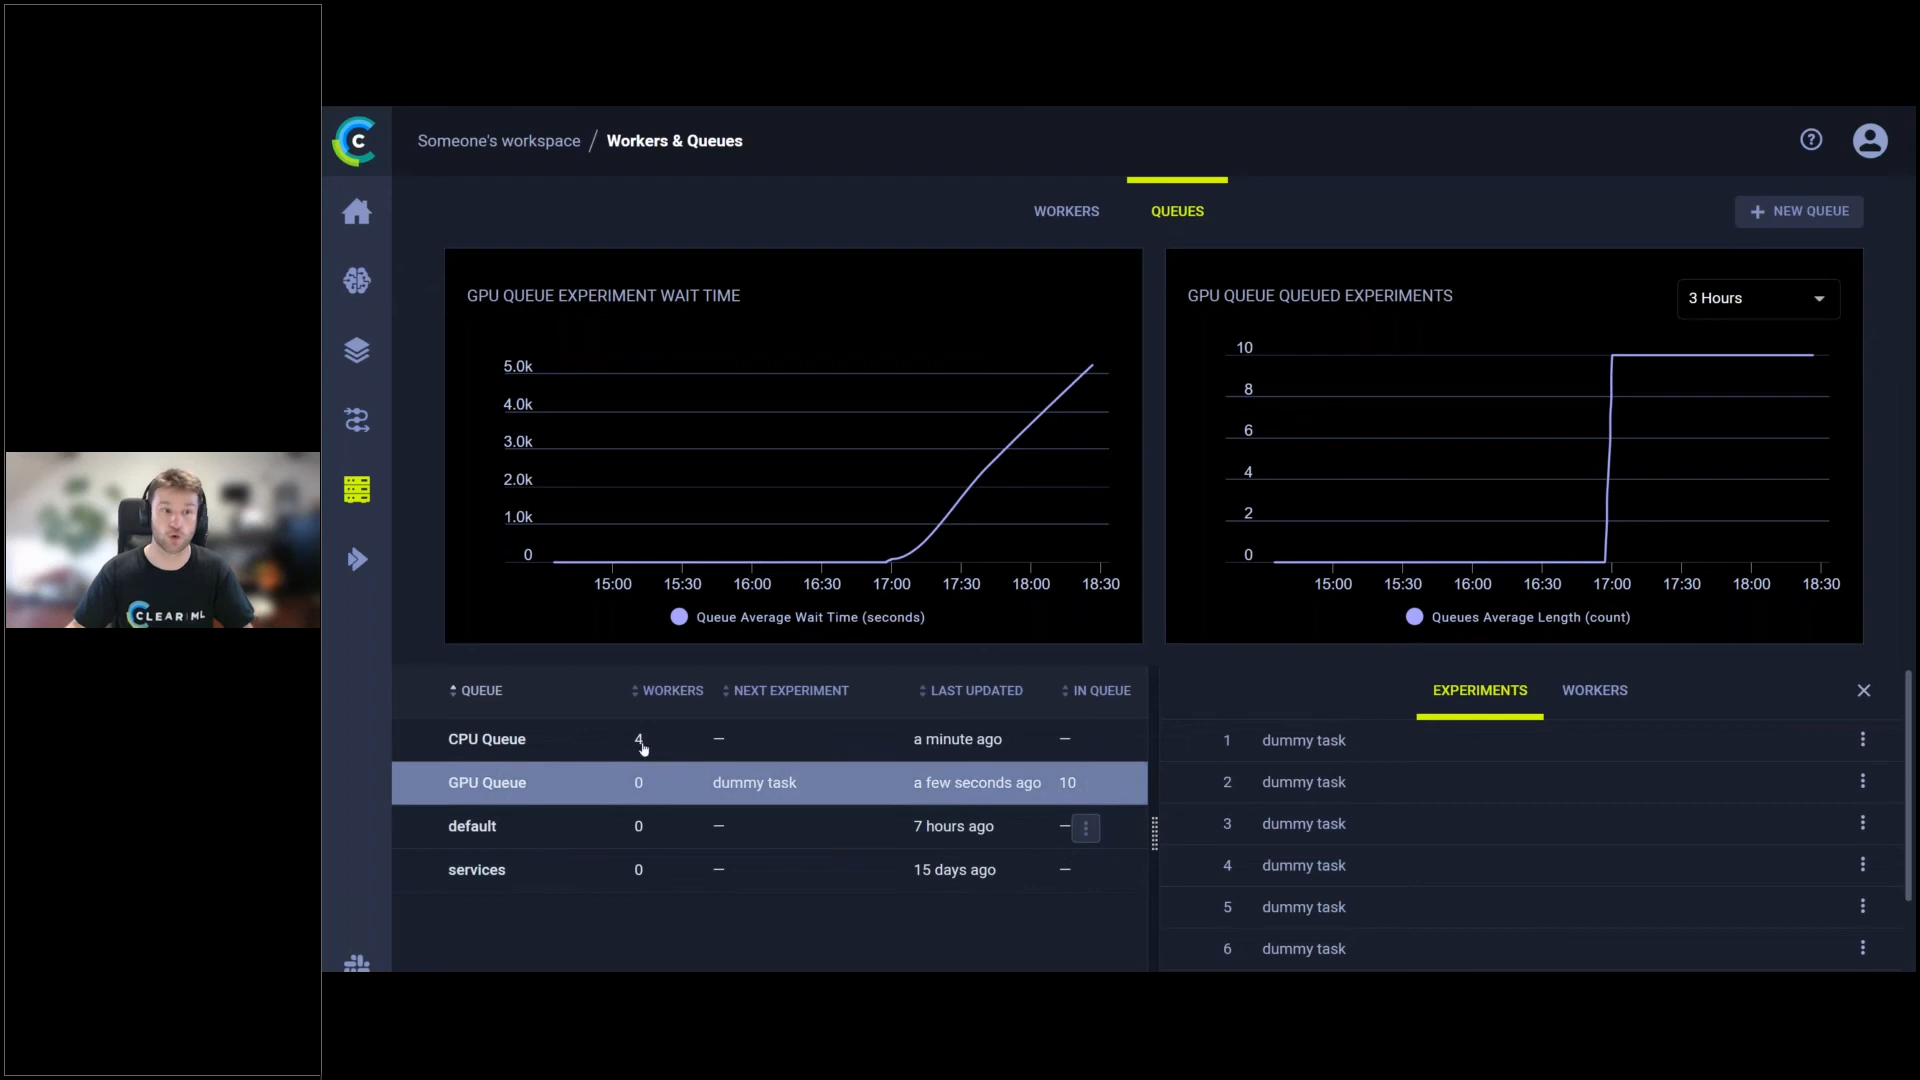 Someone's workspace / Workers & Queues
WORKERS
QUEUES
+ NEW QUEUE
GPU QUEUE EXPERIMENT WAIT TIME
5.0k
4.0k
3.0k
2.0k
1.0k
0
15:00 15:30 16:00 16:30 17:00 17:30 18:00 18:30
Queue Average Wait Time (seconds)
GPU QUEUE QUEUED EXPERIMENTS
3 Hours
10
8
6
4
2
0
15:00 15:30 16:00 16:30 17:00 17:30 18:00 18:30
Queues Average Length (count)
QUEUE WORKERS NEXT EXPERIMENT LAST UPDATED IN QUEUE
CPU Queue 4 — a minute ago —
GPU Queue 0 dummy task a few seconds ago 10
default 0 — 7 hours ago —
services 0 — 15 days ago —
EXPERIMENTS WORKERS
1 dummy task
2 dummy task
3 dummy task
4 dummy task
5 dummy task
6 dummy task
C
CLEAR|ML